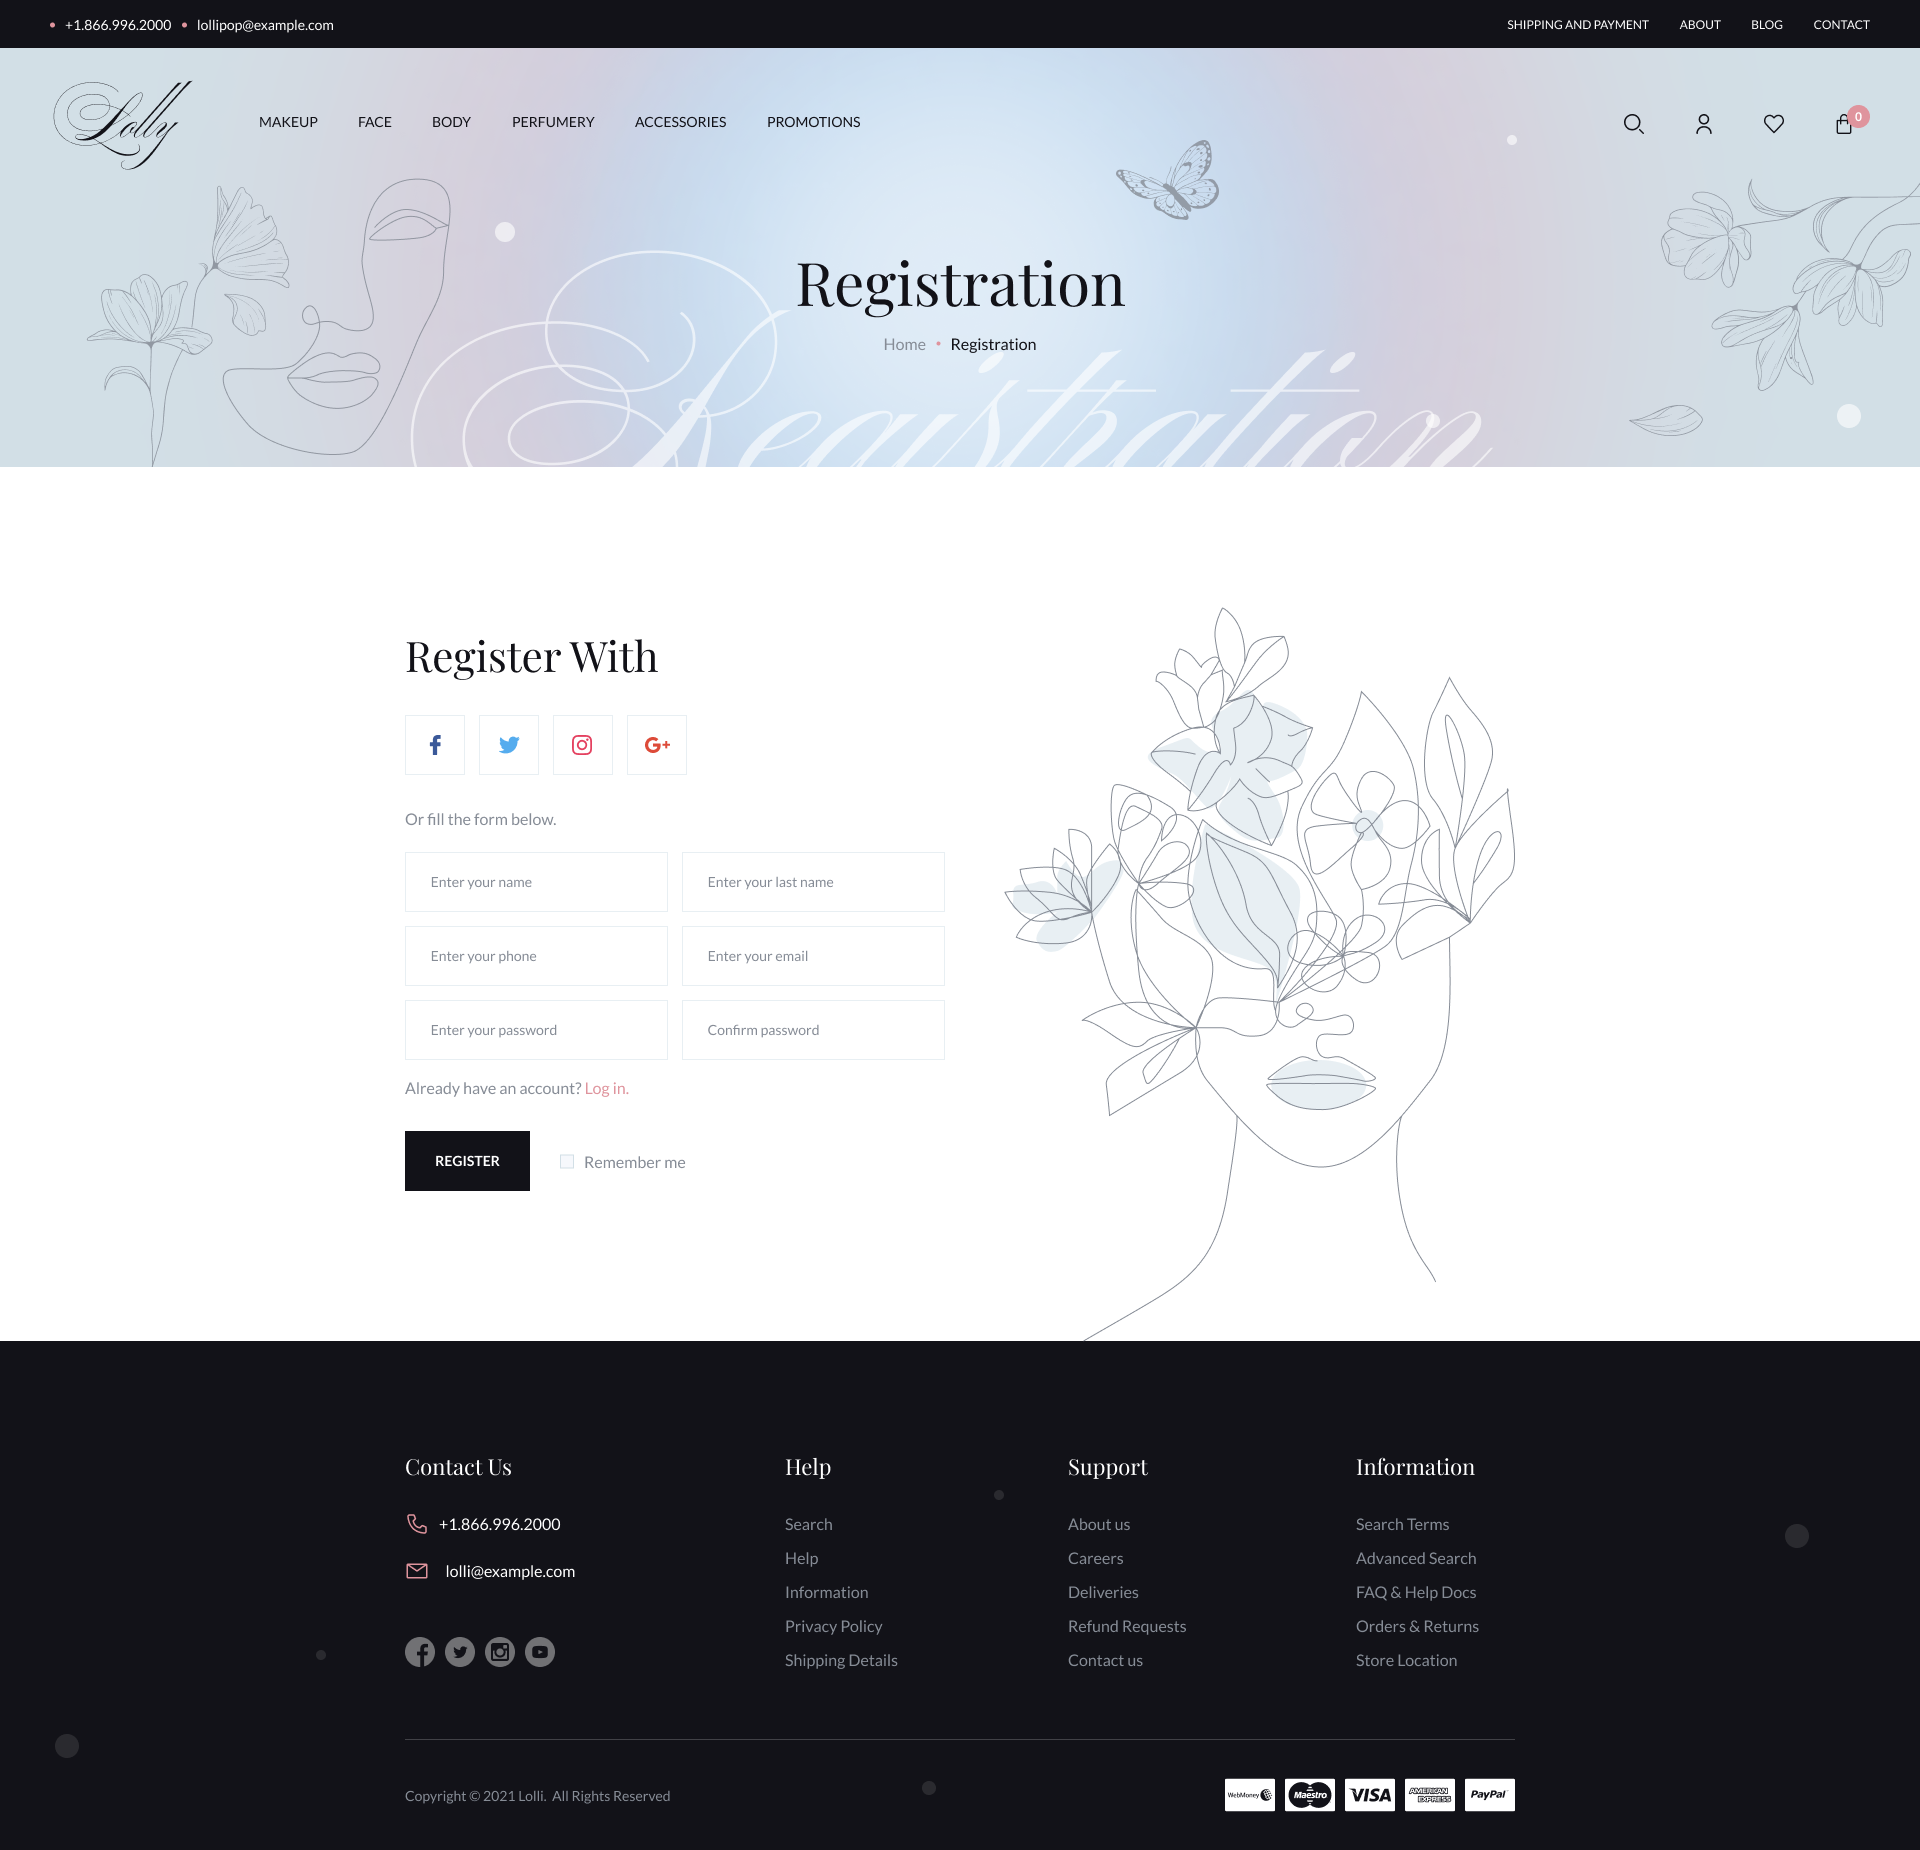 +1.866.996.2000 lollipop@example.com SHIPPING AND PAYMENT ABOUT BLOG CONTACT
Lolly MAKEUP FACE BODY PERFUMERY ACCESSORIES PROMOTIONS 0
Registration
Home Registration
Registration
Register With
Or fill the form below.
Enter your name Enter your last name
Enter your phone Enter your email
Enter your password Confirm password
Already have an account? Log in.
REGISTER Remember me
Contact Us Help Support Information
+1.866.996.2000 Search About us Search Terms
Help Careers Advanced Search
lolli@example.com Information Deliveries FAQ & Help Docs
Privacy Policy Refund Requests Orders & Returns
Shipping Details Contact us Store Location
Copyright © 2021 Lolli. All Rights Reserved WebMoney Maestro VISA AMERICAN EXPRESS PayPal